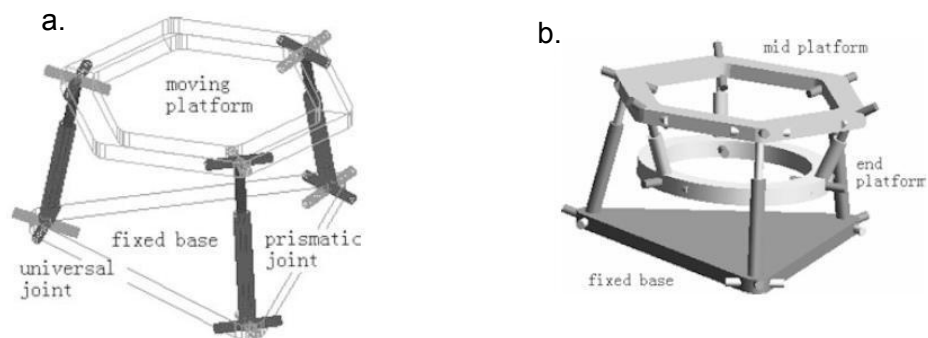 a.
moving
platform
fixed base
prismatic
joint
universal
joint
b.
mid platform
end
platform
fixed base